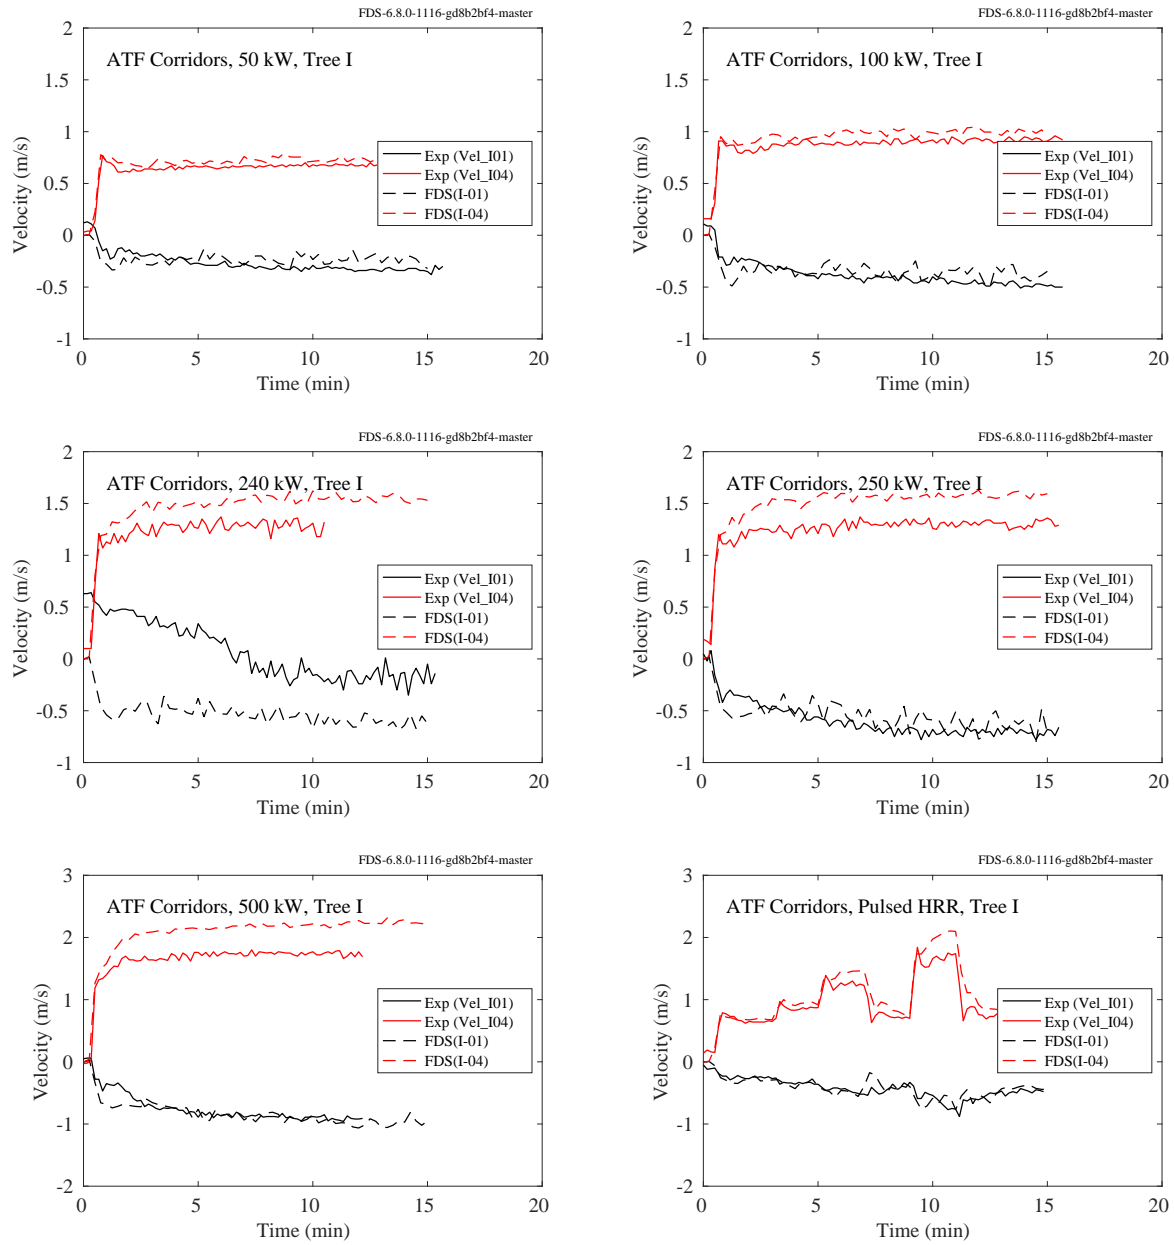 FDS-6.8.0-1116-gd8b2bf4-master
ATF Corridors, 50 kW, Tree I
2
1.5
1
0.5
0
-0.5
-1
Velocity (m/s)
Exp (Vel_I01)
Exp (Vel_I04)
FDS(I-01)
FDS(I-04)
0 5 10 15 20
Time (min)
FDS-6.8.0-1116-gd8b2bf4-master
ATF Corridors, 100 kW, Tree I
2
1.5
1
0.5
0
-0.5
-1
Velocity (m/s)
Exp (Vel_I01)
Exp (Vel_I04)
FDS(I-01)
FDS(I-04)
0 5 10 15 20
Time (min)
FDS-6.8.0-1116-gd8b2bf4-master
ATF Corridors, 240 kW, Tree I
2
1.5
1
0.5
0
-0.5
-1
Velocity (m/s)
Exp (Vel_I01)
Exp (Vel_I04)
FDS(I-01)
FDS(I-04)
0 5 10 15 20
Time (min)
FDS-6.8.0-1116-gd8b2bf4-master
ATF Corridors, 250 kW, Tree I
2
1.5
1
0.5
0
-0.5
-1
Velocity (m/s)
Exp (Vel_I01)
Exp (Vel_I04)
FDS(I-01)
FDS(I-04)
0 5 10 15 20
Time (min)
FDS-6.8.0-1116-gd8b2bf4-master
ATF Corridors, 500 kW, Tree I
3
2
1
0
-1
-2
Velocity (m/s)
Exp (Vel_I01)
Exp (Vel_I04)
FDS(I-01)
FDS(I-04)
0 5 10 15 20
Time (min)
FDS-6.8.0-1116-gd8b2bf4-master
ATF Corridors, Pulsed HRR, Tree I
3
2
1
0
-1
-2
Velocity (m/s)
Exp (Vel_I01)
Exp (Vel_I04)
FDS(I-01)
FDS(I-04)
0 5 10 15 20
Time (min)